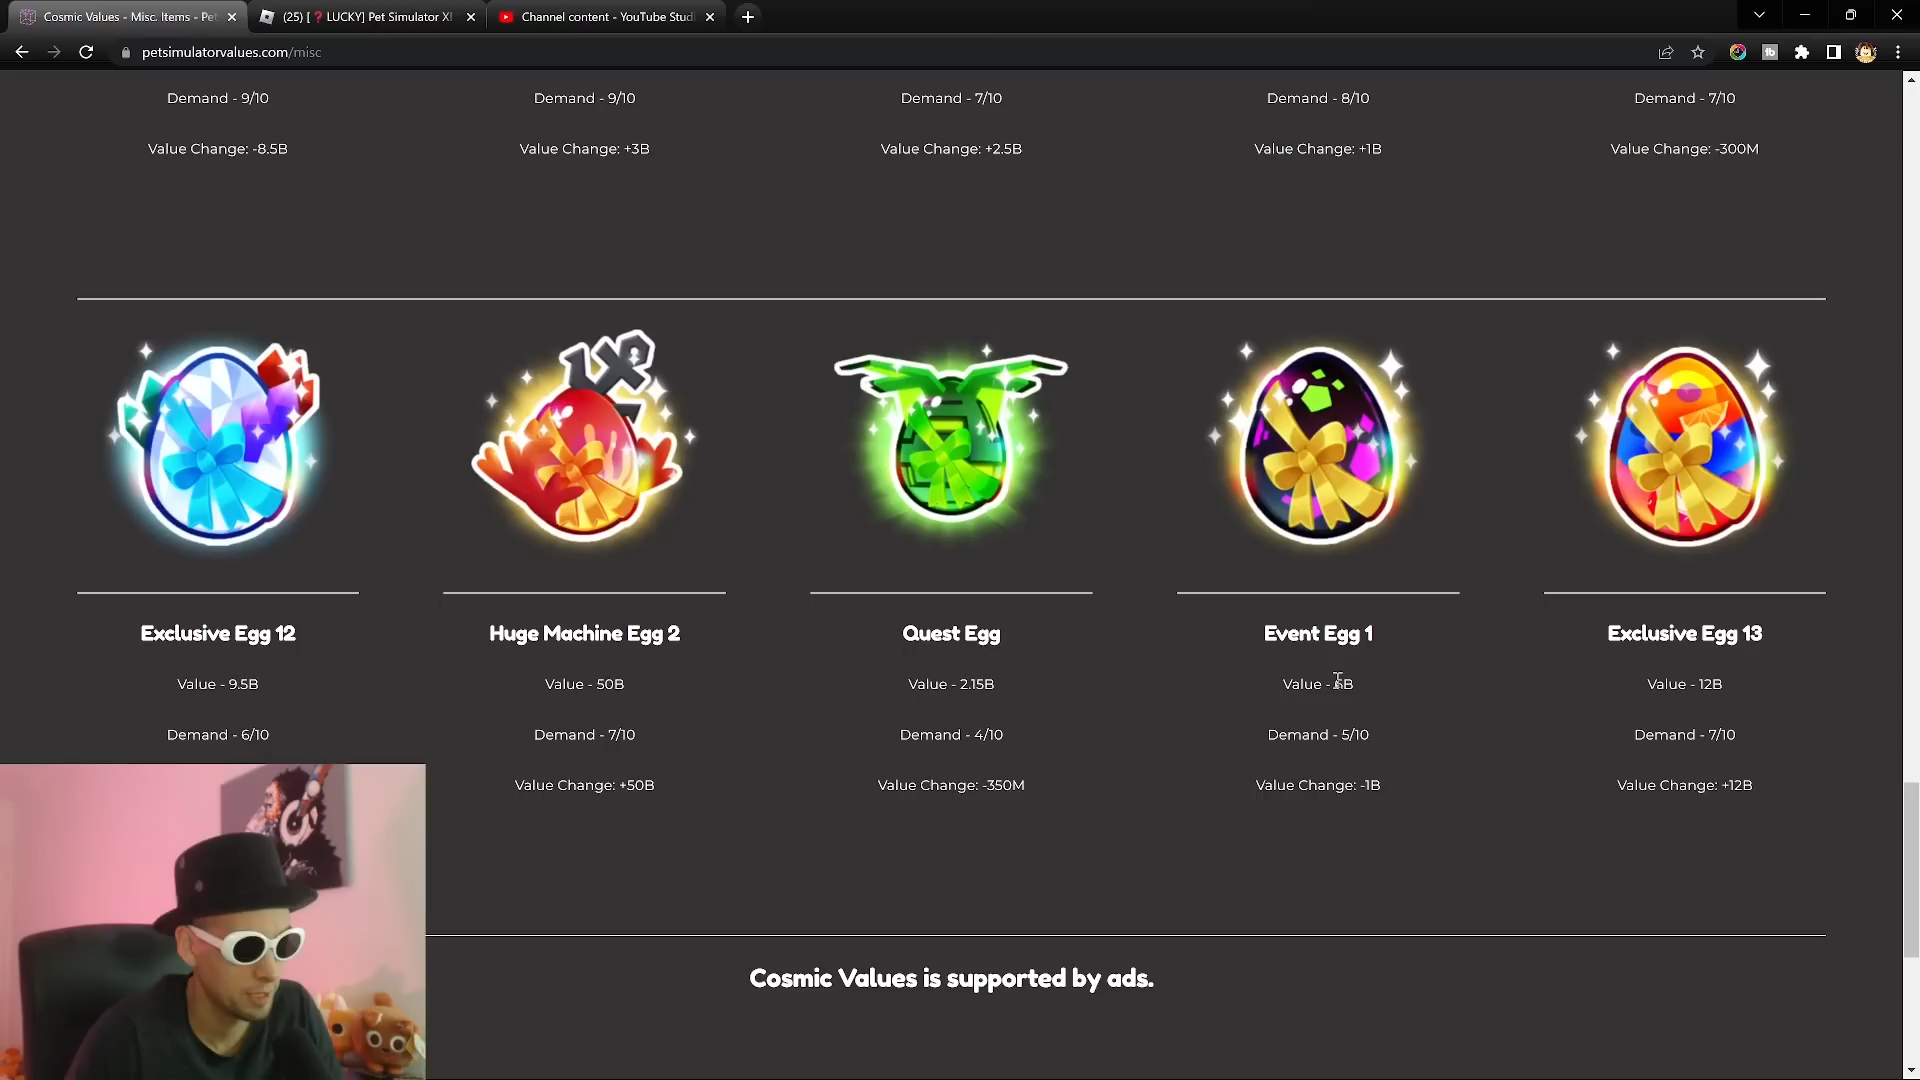 Cosmic Values - Misc. Items - Pet
(25) [ ❓ LUCKY] Pet Simulator X!
Channel content - YouTube Studi
petsimulatorvalues.com/misc
Demand - 9/10
Demand - 9/10
Demand - 7/10
Demand - 8/10
Demand - 7/10
Value Change: -8.5B
Value Change: +3B
Value Change: +2.5B
Value Change: +1B
Value Change: -300M
Exclusive Egg 12
Huge Machine Egg 2
Quest Egg
Event Egg 1
Exclusive Egg 13
Value - 9.5B
Value - 50B
Value - 2.15B
Value -
Value - 12B
Demand - 6/10
Demand - 7/10
Demand - 4/10
Demand - 5/10
Demand - 7/10
Value Change: +50B
Value Change: -350M
Value Change: -1B
Value Change: +12B
Cosmic Values is supported by ads.